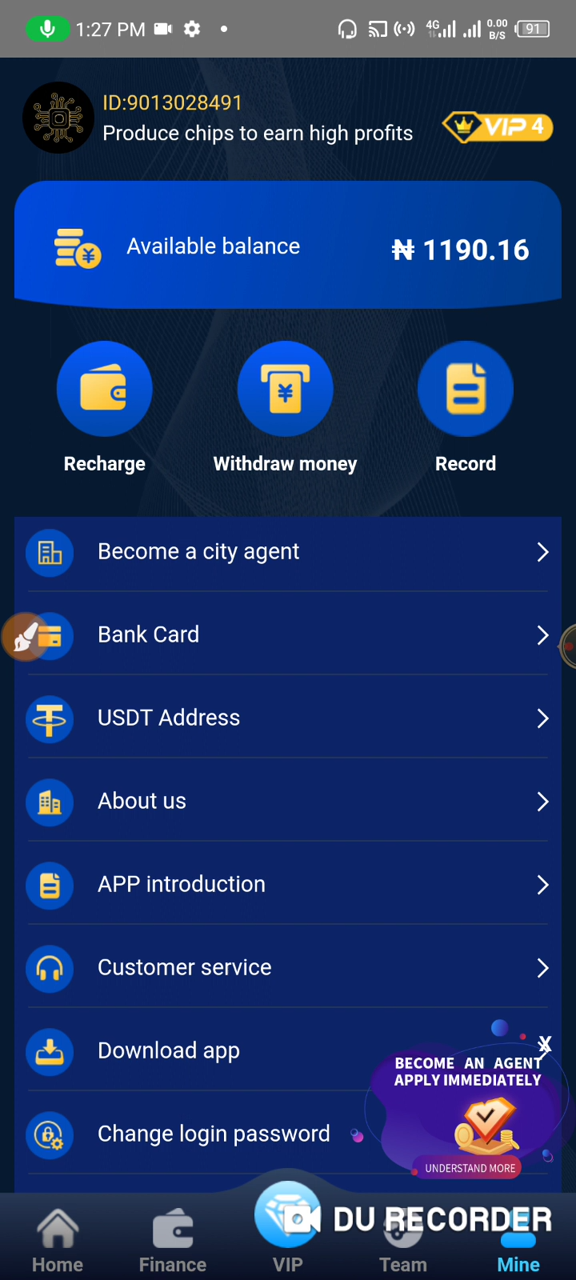 1:27 PM
4G
0.00
B/S
91
ID:9013028491
Produce chips to earn high profits
VIP 4
Available balance
₦ 1190.16
¥
¥
Recharge
Withdraw money
Record
Become a city agent
Bank Card
USDT Address
About us
APP introduction
Customer service
Download app
X
BECOME AN AGENT
APPLY IMMEDIATELY
Change login password
UNDERSTAND MORE
DU RECORDER
Home
Finance
VIP
Team
Mine